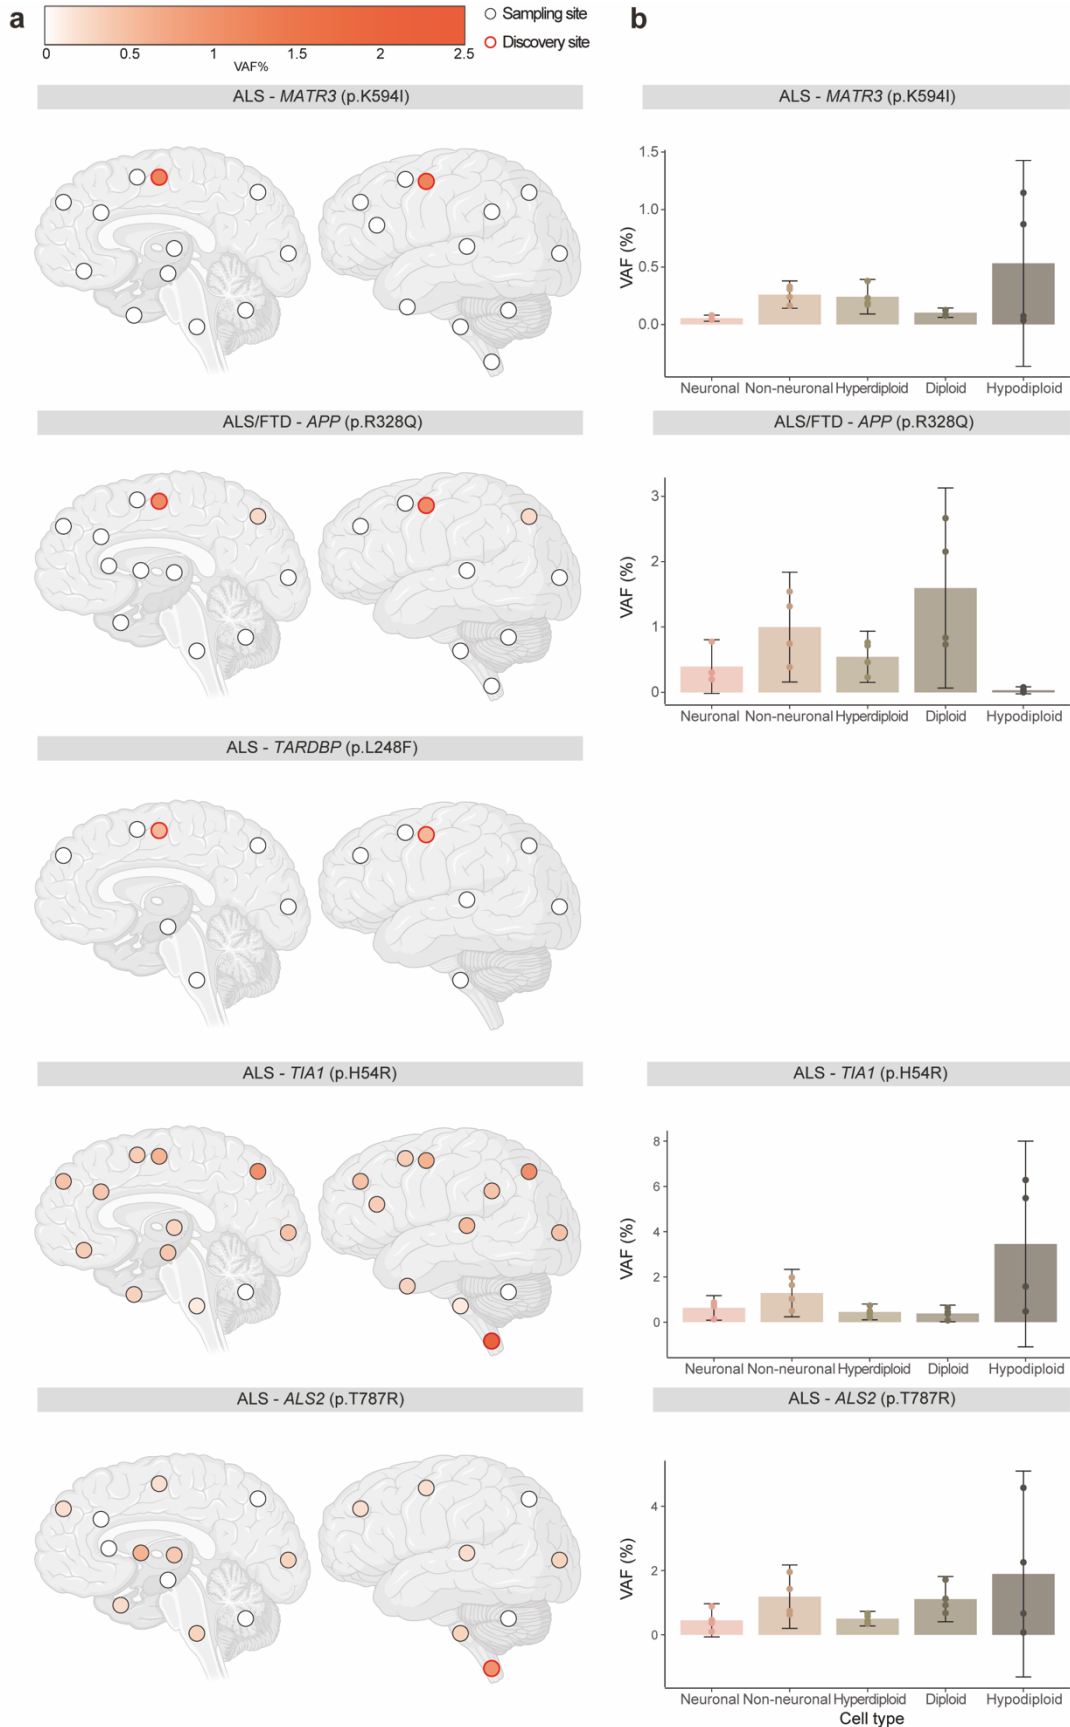 a
0 0.5 1 1.5 2 2.5
VAF%
Sampling site
Discovery site
b
ALS - MATR3 (p.K594I)
ALS - MATR3 (p.K594I)
VAF (%)
1.5
1.0
0.5
0.0
Neuronal Non-neuronal Hyperdiploid Diploid Hypodiploid
ALS/FTD - APP (p.R328Q)
ALS/FTD - APP (p.R328Q)
VAF (%)
3
2
1
0
Neuronal Non-neuronal Hyperdiploid Diploid Hypodiploid
ALS - TARDBP (p.L248F)
ALS - TIA1 (p.H54R)
ALS - TIA1 (p.H54R)
VAF (%)
8
6
4
2
0
Neuronal Non-neuronal Hyperdiploid Diploid Hypodiploid
ALS - ALS2 (p.T787R)
ALS - ALS2 (p.T787R)
VAF (%)
4
2
0
Neuronal Non-neuronal Hyperdiploid Diploid Hypodiploid
Cell type